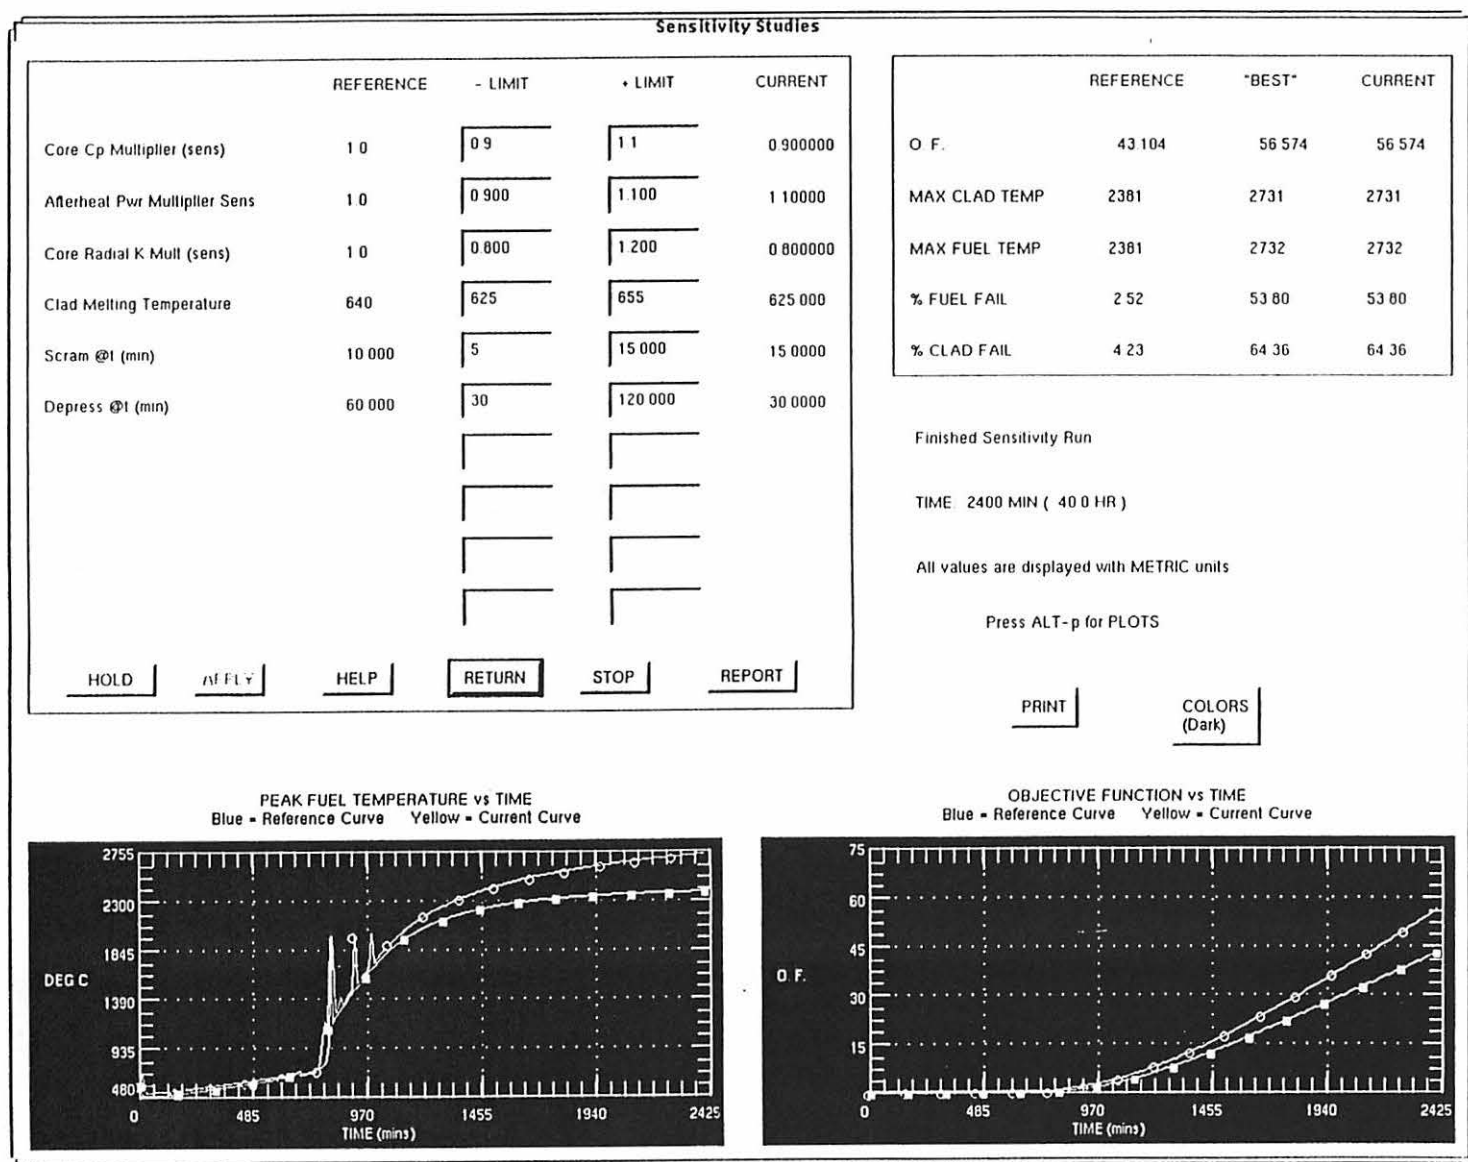 Sensitivity Studies
REFERENCE - LIMIT + LIMIT CURRENT
Core Cp Multiplier (sens) 1 0 0 9 1 1 0 900000
Afterheat Pwr Multiplier Sens 1 0 0 900 1.100 1 10000
Core Radial K Mult (sens) 1 0 0 800 1.200 0 800000
Clad Melting Temperature 640 625 655 625 000
Scram @t (min) 10 000 5 15 000 15 0000
Depress @t (min) 60 000 30 120 000 30 0000
HOLD APPLY HELP RETURN STOP REPORT
REFERENCE "BEST" CURRENT
O F. 43.104 56 574 56 574
MAX CLAD TEMP 2381 2731 2731
MAX FUEL TEMP 2381 2732 2732
% FUEL FAIL 2 52 53 80 53 80
% CLAD FAIL 4 23 64 36 64 36
Finished Sensitivity Run
TIME 2400 MIN ( 40 0 HR )
All values are displayed with METRIC units
Press ALT-p for PLOTS
PRINT COLORS
(Dark)
PEAK FUEL TEMPERATURE vs TIME
Blue = Reference Curve Yellow = Current Curve
2755
2300
1845
DEG C
1390
935
480
0 485 970 1455 1940 2425
TIME (mins)
OBJECTIVE FUNCTION vs TIME
Blue = Reference Curve Yellow = Current Curve
75
60
45
O. F.
30
15
0 485 970 1455 1940 2425
TIME (mins)